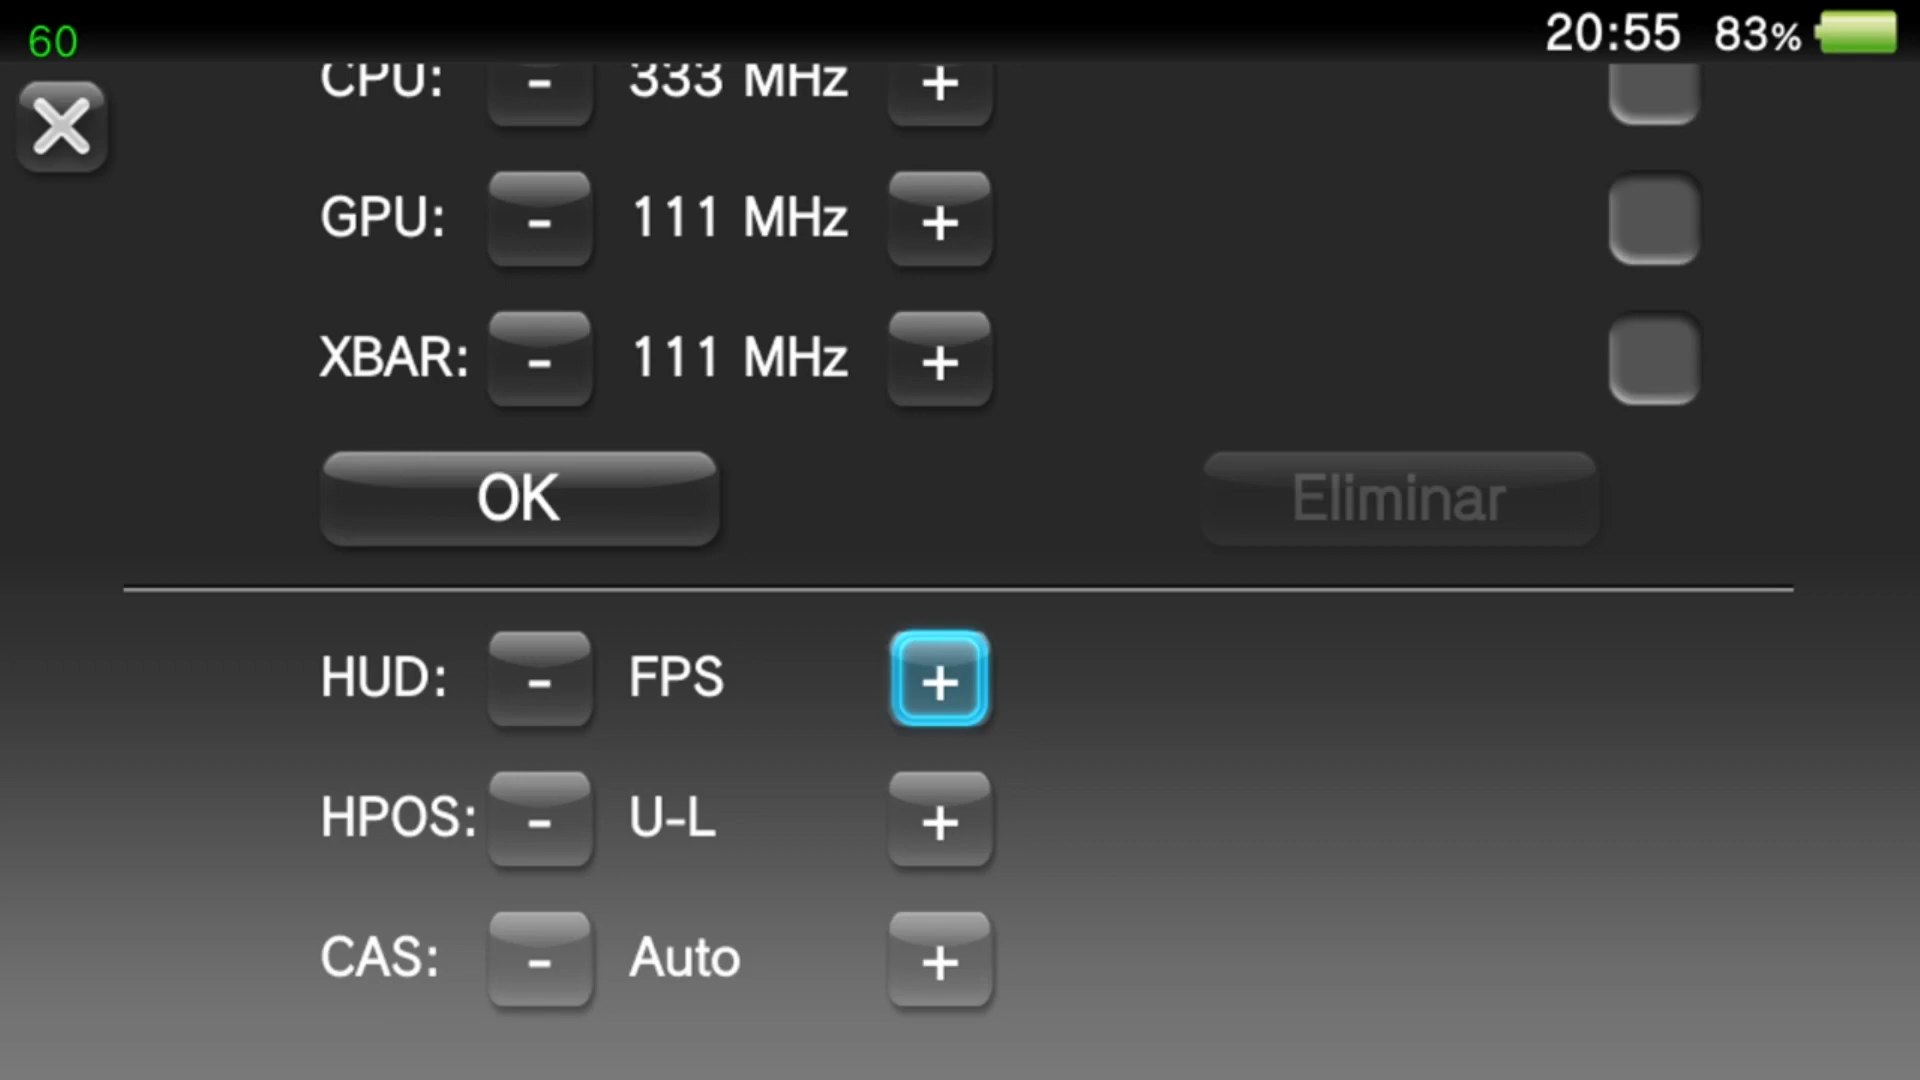 60
20:55 83%
CPU: - 333 MHz +
GPU: - 111 MHz +
XBAR: - 111 MHz +
OK Eliminar
HUD: - FPS +
HPOS: - U-L +
CAS: - Auto +